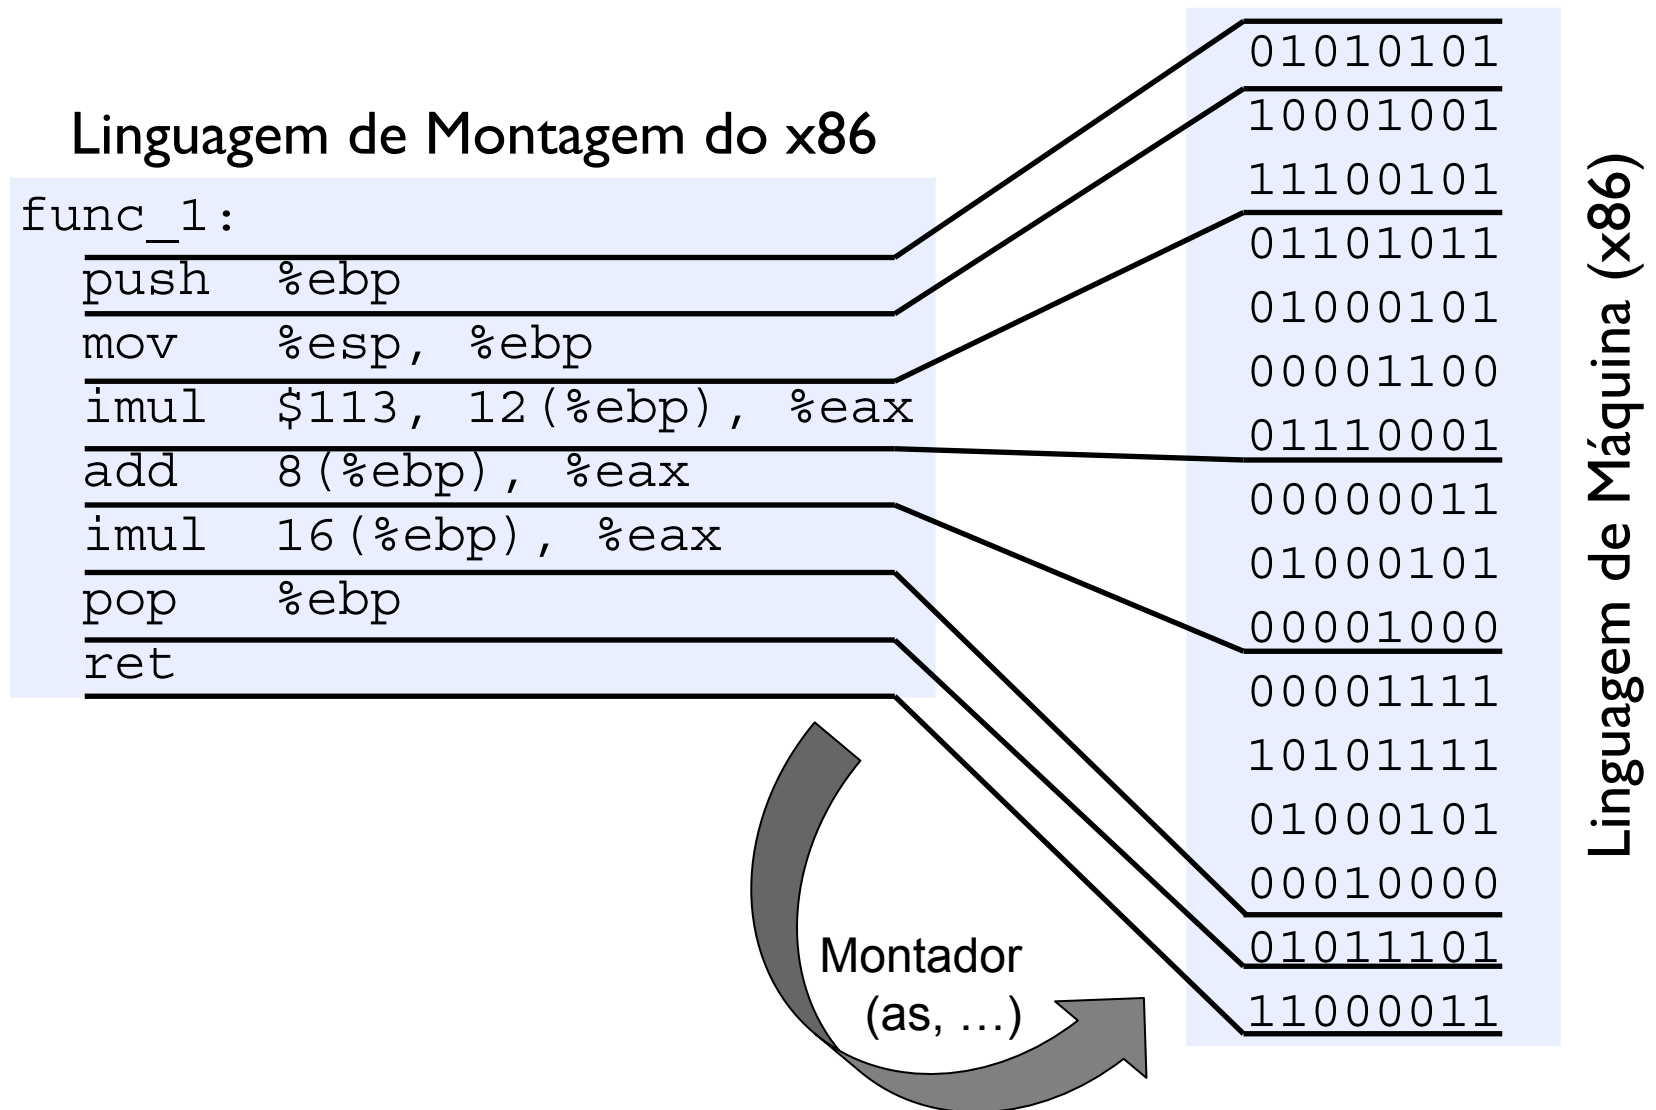 Linguagem de Montagem do x86
func_1:
push %ebp
mov %esp, %ebp
imul $113, 12(%ebp), %eax
add 8(%ebp), %eax
imul 16(%ebp), %eax
pop %ebp
ret
Montador
(as, …)
01010101
10001001
11100101
01101011
01000101
00001100
01110001
00000011
01000101
00001000
00001111
10101111
01000101
00010000
01011101
11000011
Linguagem de Máquina (x86)